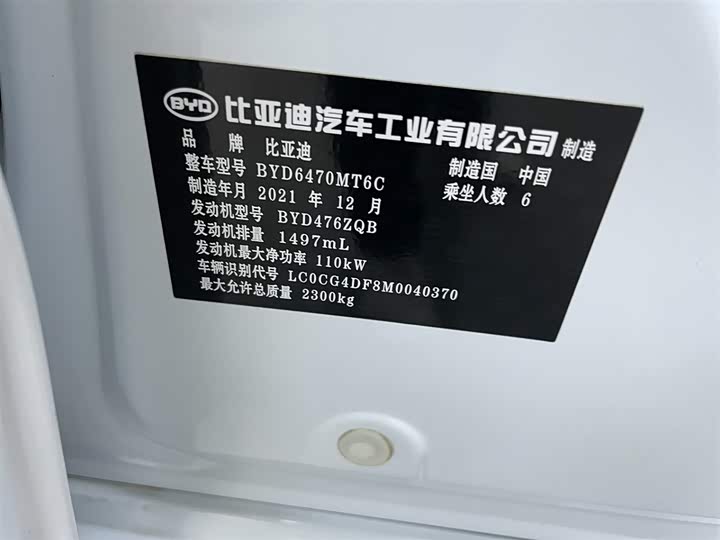 BYD 比亚迪汽车工业有限公司 制造
品 牌 比亚迪 制造国 中国
整车型号 BYD6470MT6C 乘坐人数 6
制造年月 2021 年 12 月
发动机型号 BYD476ZQB
发动机排量 1497mL
发动机最大净功率 110kW
车辆识别代号 LC0CG4DF8M0040370
最大允许总质量 2300kg